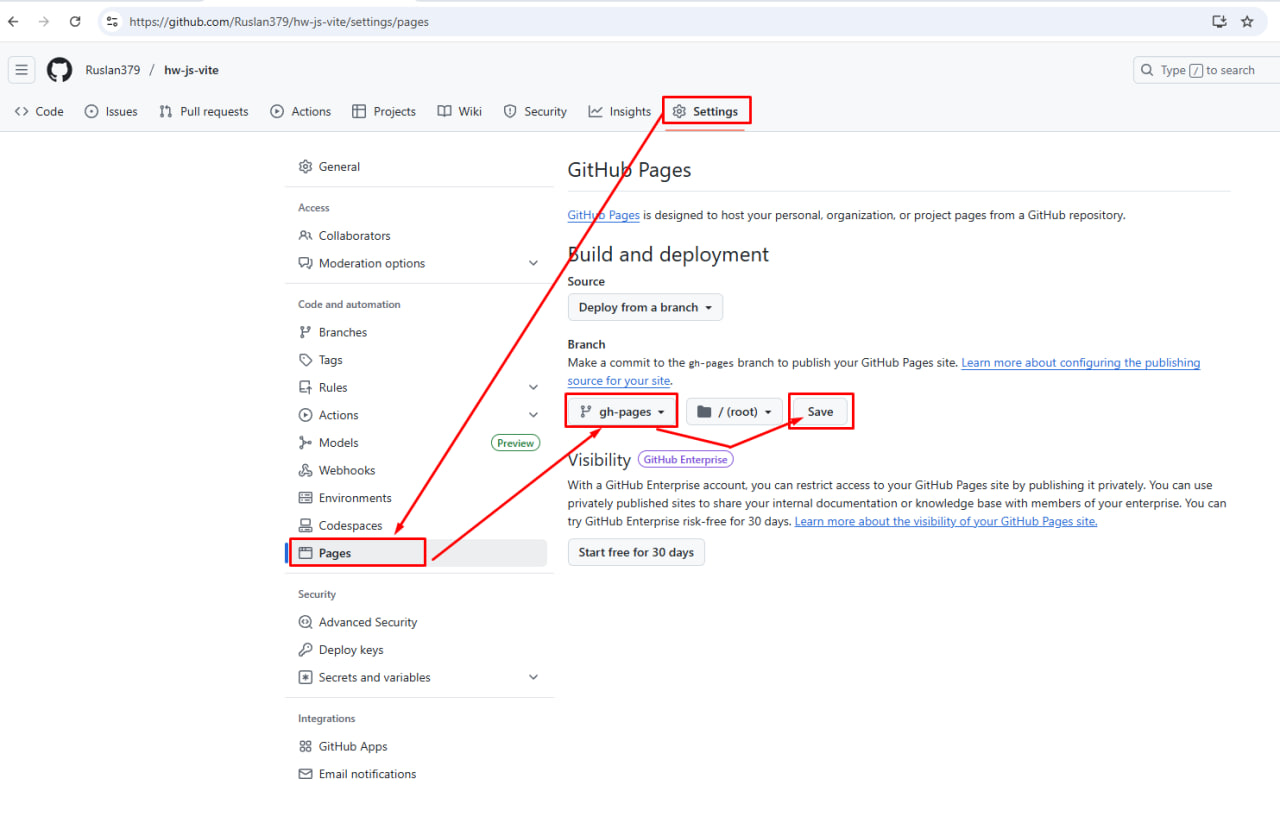 https://github.com/Ruslan379/hw-js-vite/settings/pages
Ruslan379 / hw-js-vite
Type / to search
Code Issues Pull requests Actions Projects Wiki Security Insights Settings
General
Access
Collaborators
Moderation options
Code and automation
Branches
Tags
Rules
Actions
Models Preview
Webhooks
Environments
Codespaces
Pages
Security
Advanced Security
Deploy keys
Secrets and variables
Integrations
GitHub Apps
Email notifications
GitHub Pages
GitHub Pages is designed to host your personal, organization, or project pages from a GitHub repository.
Build and deployment
Source
Deploy from a branch
Branch
Make a commit to the gh-pages branch to publish your GitHub Pages site. Learn more about configuring the publishing
source for your site.
gh-pages / (root) Save
Visibility GitHub Enterprise
With a GitHub Enterprise account, you can restrict access to your GitHub Pages site by publishing it privately. You can use
privately published sites to share your internal documentation or knowledge base with members of your enterprise. You can
try GitHub Enterprise risk-free for 30 days. Learn more about the visibility of your GitHub Pages site.
Start free for 30 days